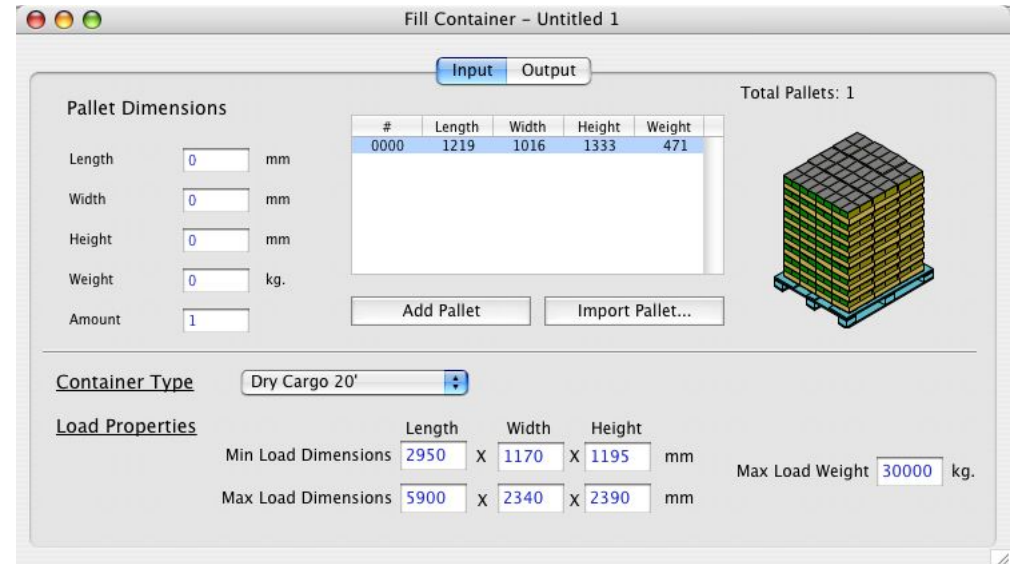 Fill Container – Untitled 1
Input Output
Total Pallets: 1
Pallet Dimensions
# Length Width Height Weight
0000 1219 1016 1333 471
Length 0 mm
Width 0 mm
Height 0 mm
Weight 0 kg.
Amount 1
Add Pallet Import Pallet...
Container Type Dry Cargo 20'
Load Properties
Length Width Height
Min Load Dimensions 2950 X 1170 X 1195 mm
Max Load Weight 30000 kg.
Max Load Dimensions 5900 X 2340 X 2390 mm